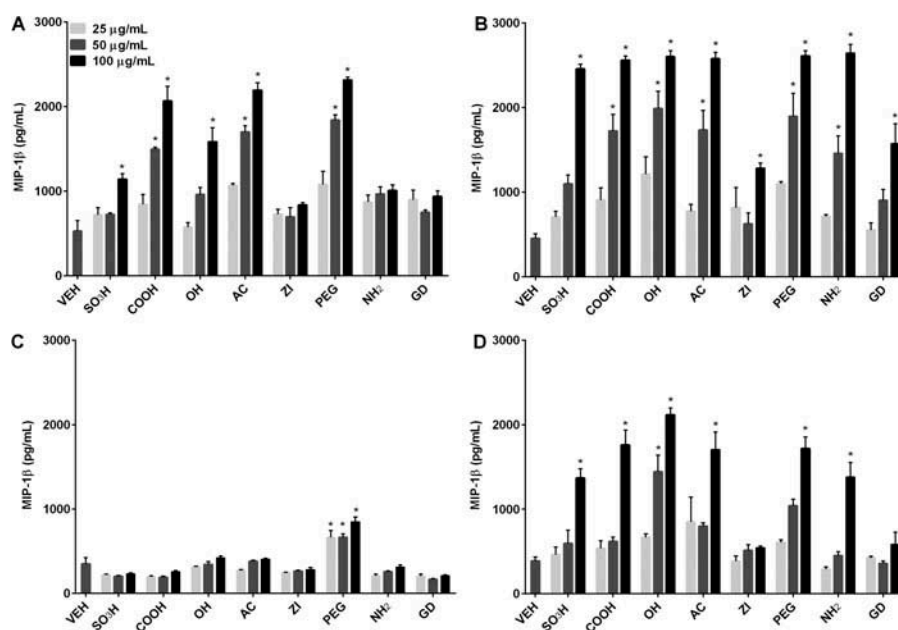 A
25 µg/mL
50 µg/mL
100 µg/mL
MIP-1β (pg/mL)
3000
2000
1000
0
* * * * * * * *
VEH SO3H COOH OH AC ZI PEG NH2 GD
B
MIP-1β (pg/mL)
3000
2000
1000
0
* * * * * * * * * * * * *
VEH SO3H COOH OH AC ZI PEG NH2 GD
C
MIP-1β (pg/mL)
3000
2000
1000
0
* * *
VEH SO3H COOH OH AC ZI PEG NH2 GD
D
MIP-1β (pg/mL)
3000
2000
1000
0
* * * * * * *
VEH SO3H COOH OH AC ZI PEG NH2 GD